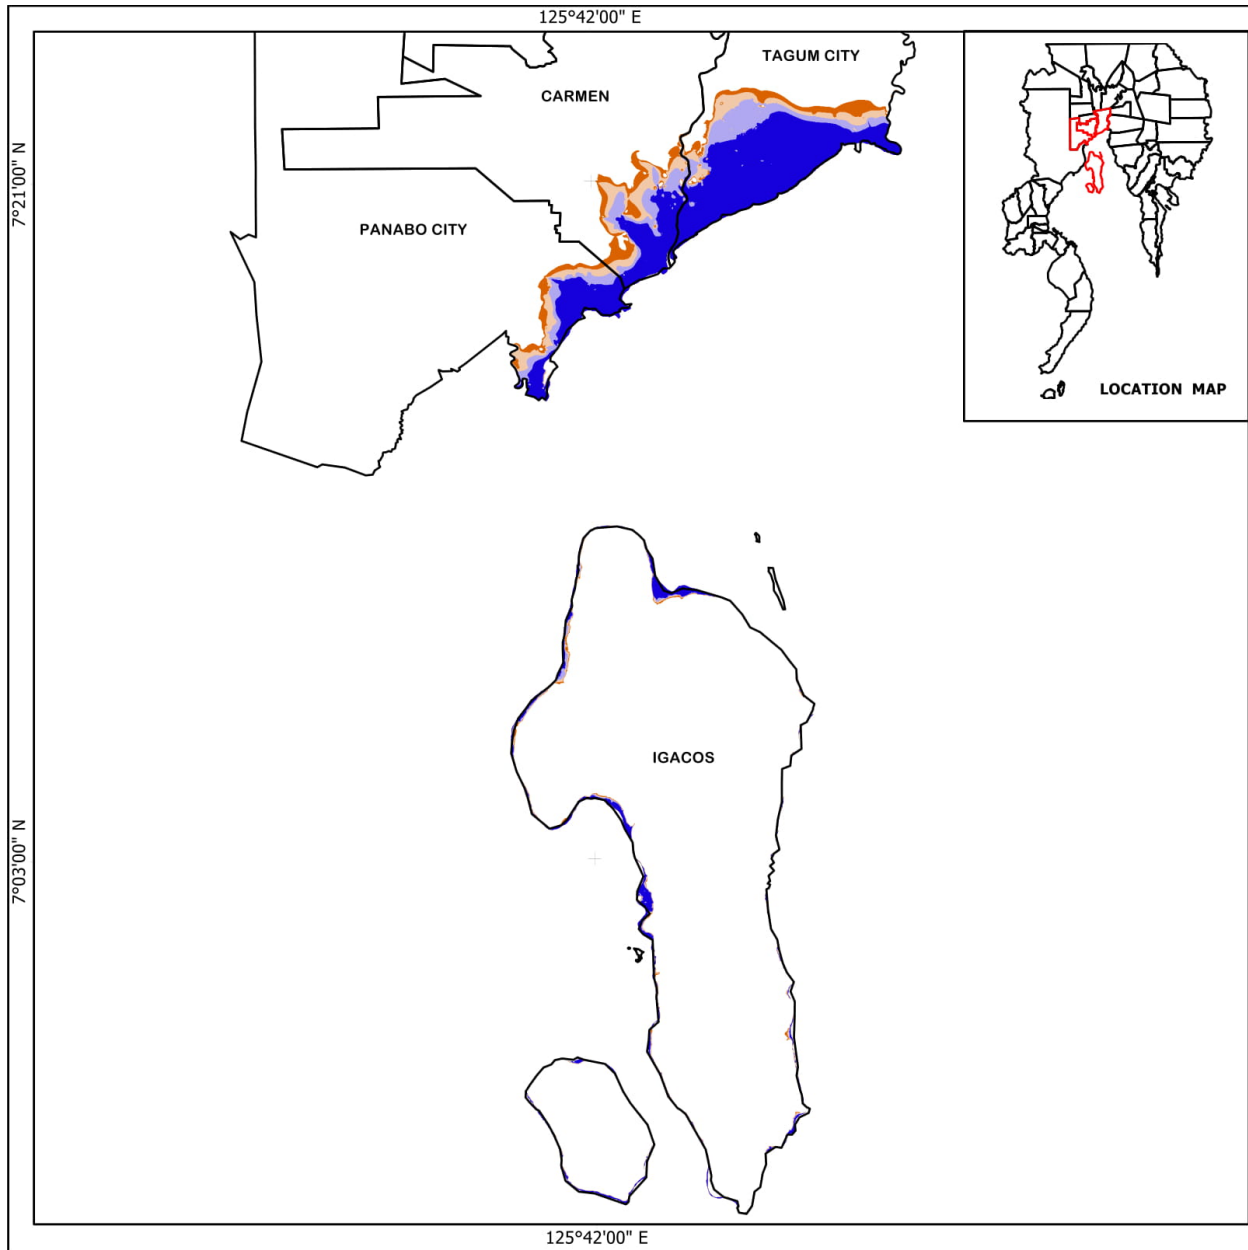 125°42'00" E
TAGUM CITY
CARMEN
7°21'00" N
PANABO CITY
LOCATION MAP
IGACOS
7°03'00" N
125°42'00" E